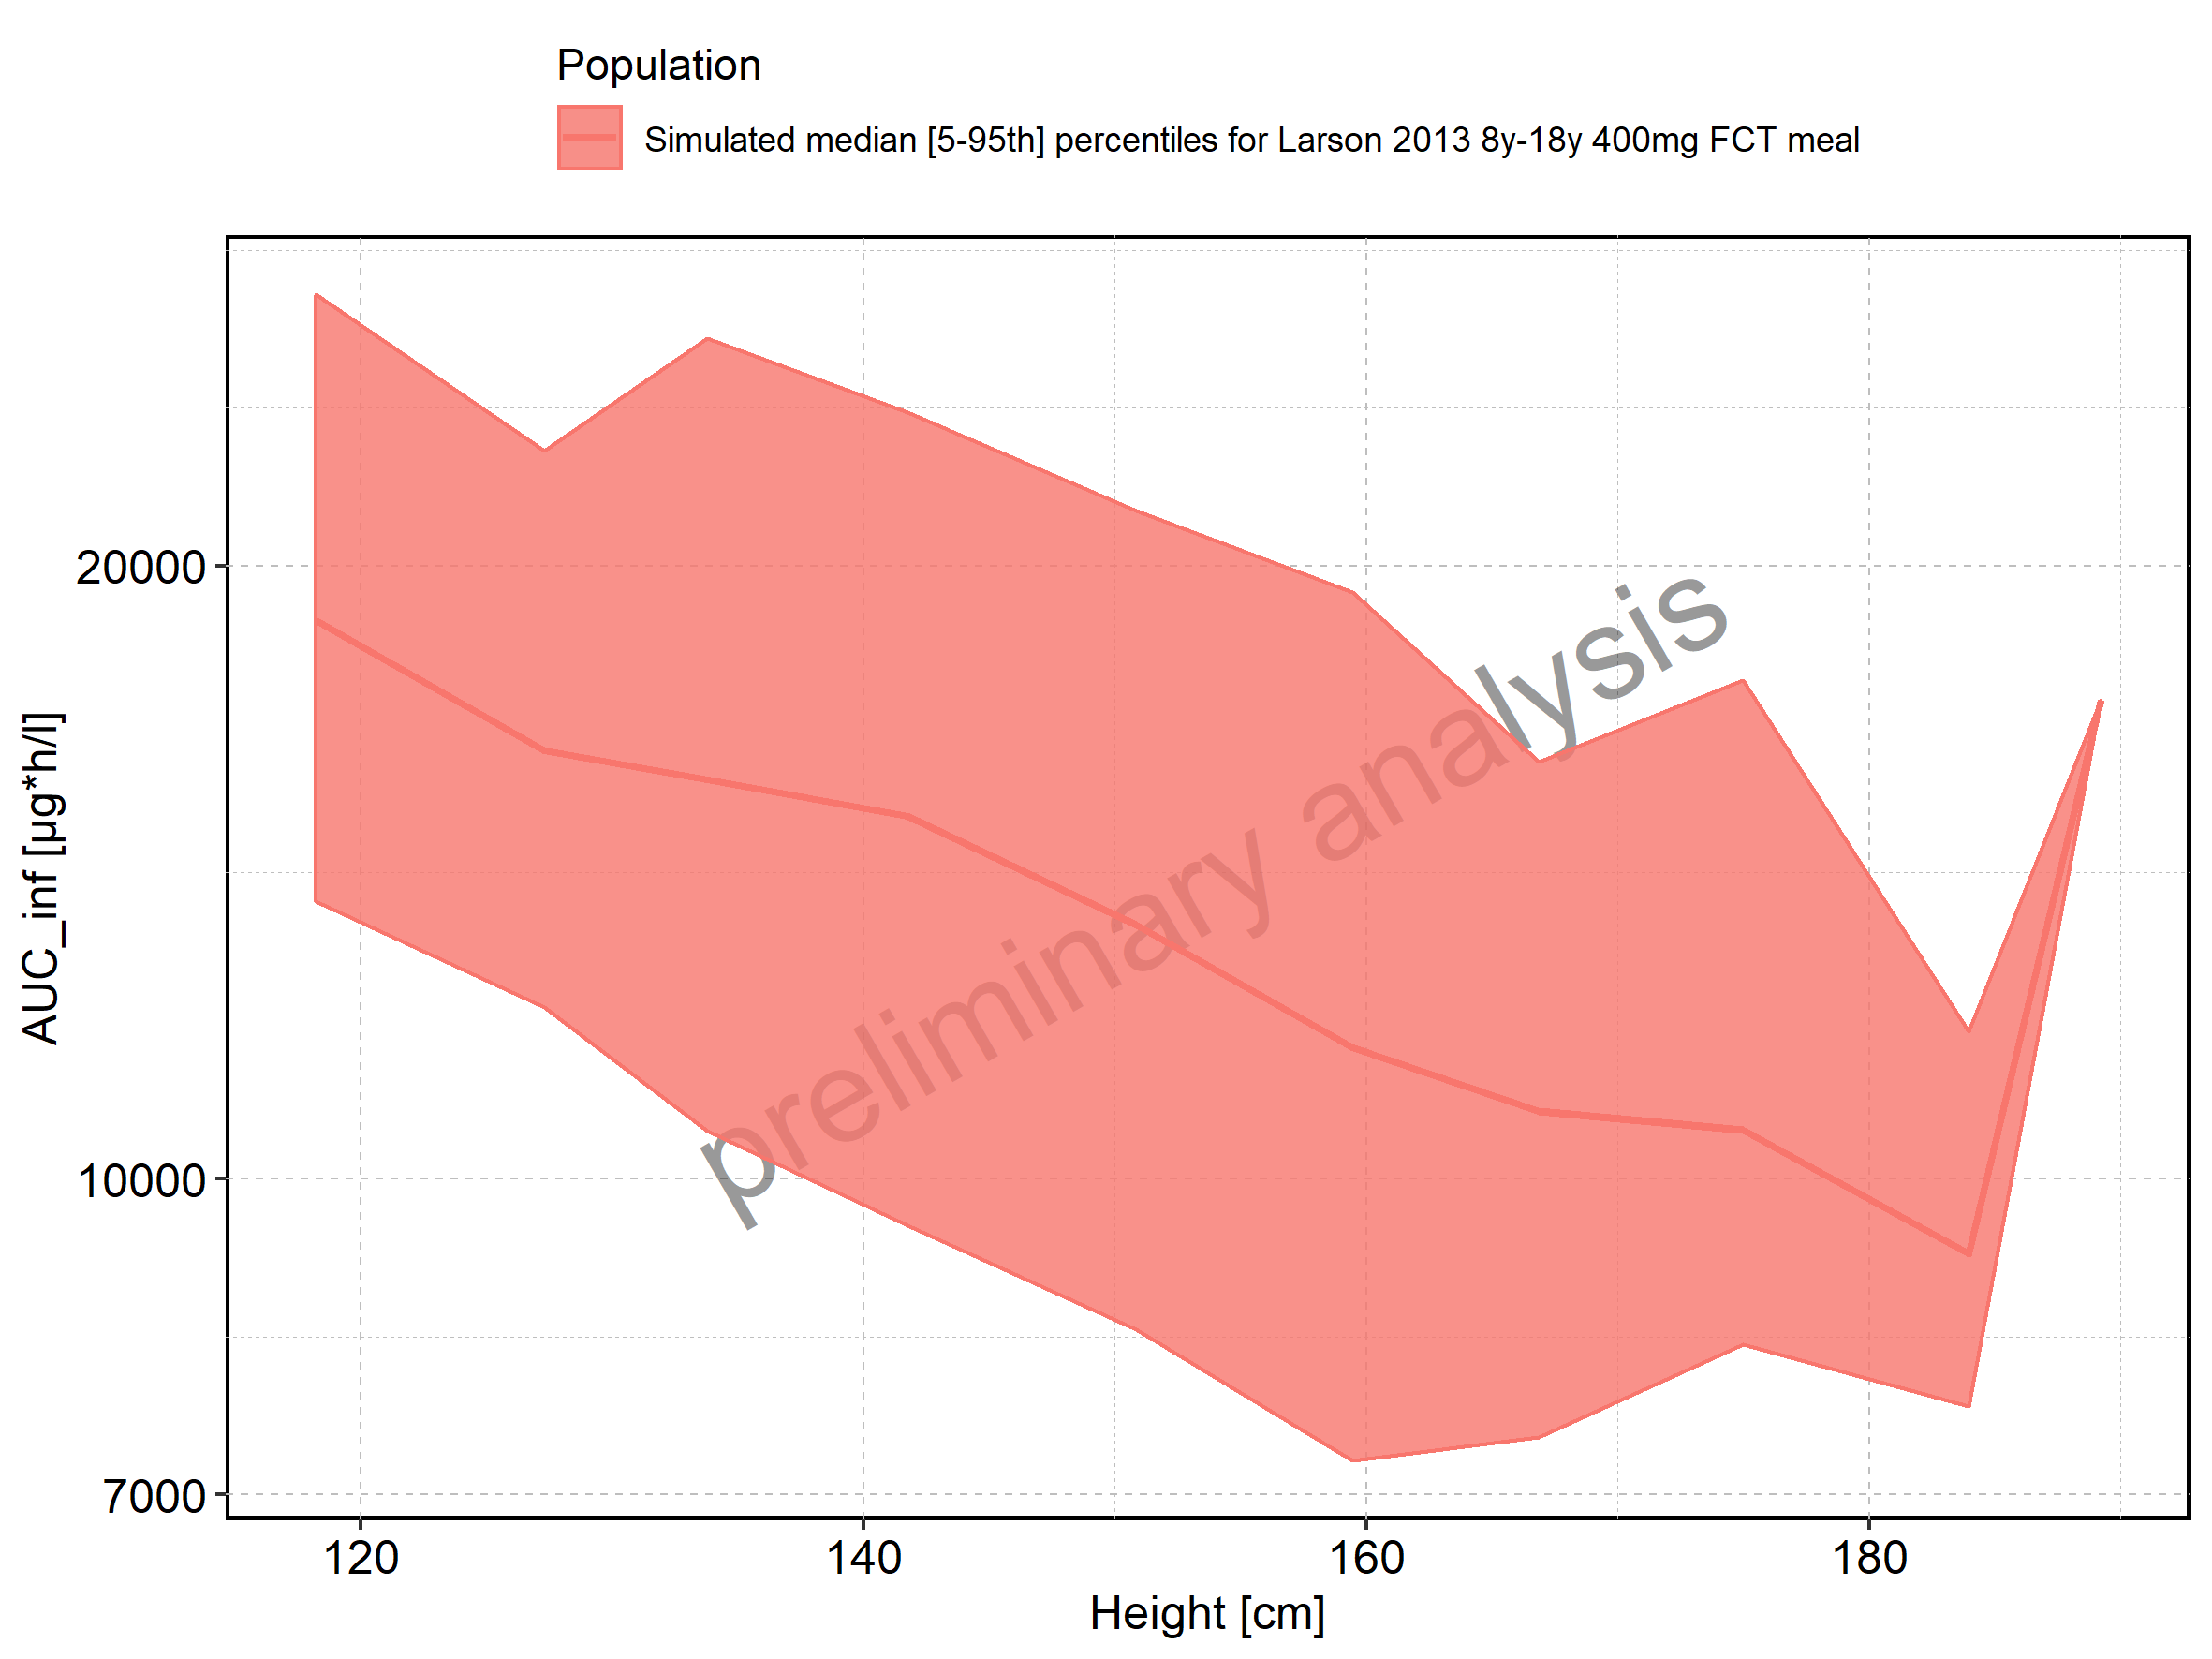 Population
Simulated median [5-95th] percentiles for Larson 2013 8y-18y 400mg FCT meal
20000
10000
7000
AUC_inf [µg*h/l]
preliminary analysis
120 140 160 180
Height [cm]